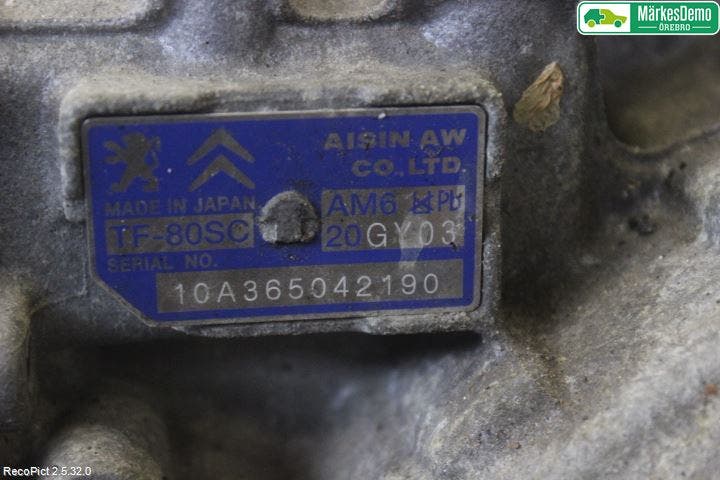 MärkesDemo
ÖREBRO
AISIN AW
CO., LTD.
MADE IN JAPAN
AM6 Pb
TF-80SC
20GY03
SERIAL NO.
10A365042190
RecoPict 2.5.32.0